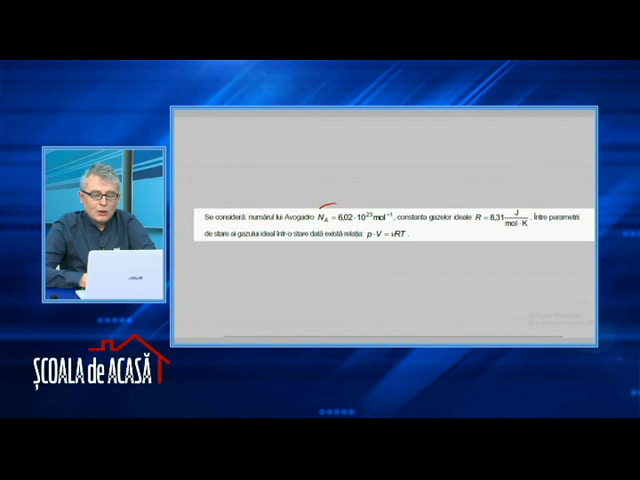 Se consideră: numărul lui Avogadro N_A = 6,02·10^23 mol^-1, constanta gazelor ideale R = 8,31 J/(mol·K). Între parametrii
de stare ai gazului ideal într-o stare dată există relaţia: p·V = νRT.
ASUS
ȘCOALA de ACASĂ